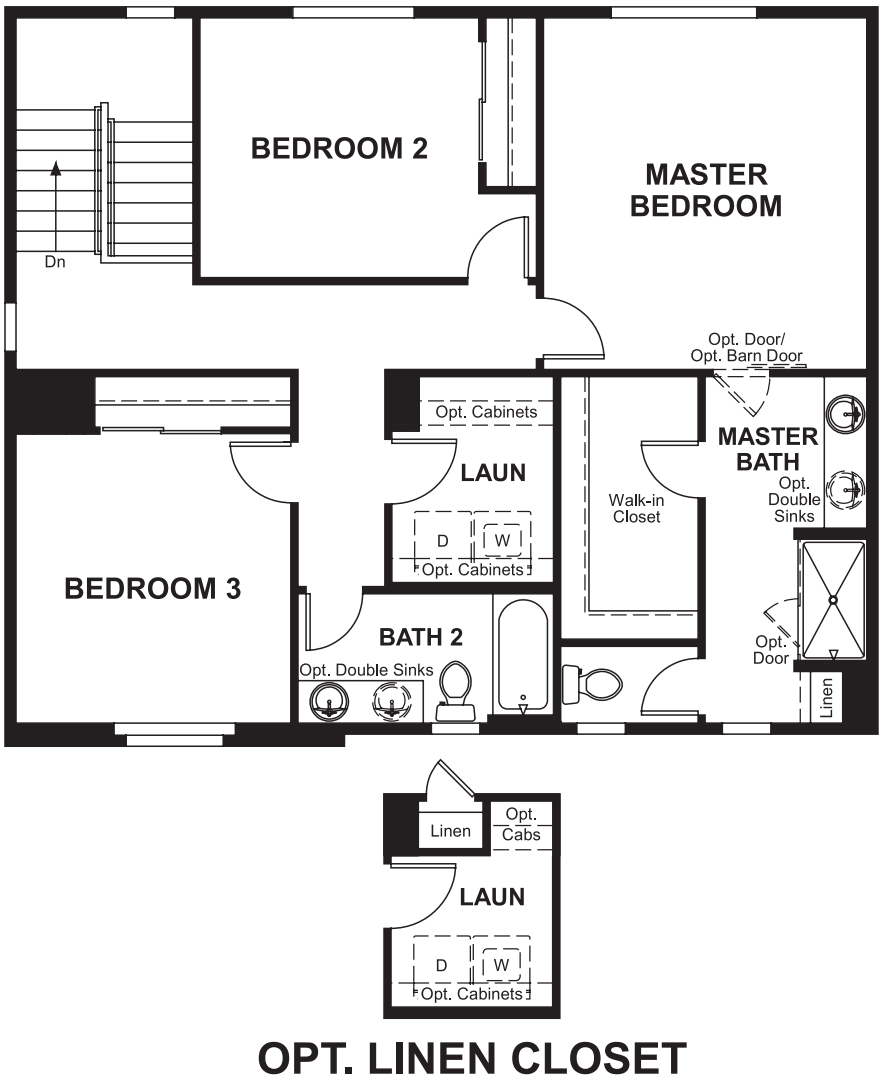 BEDROOM 2
MASTER
BEDROOM
Dn
Opt. Door/
Opt. Barn Door
Opt. Cabinets
LAUN
D
W
Opt. Cabinets
Walk-in
Closet
MASTER
BATH
Opt.
Double
Sinks
BEDROOM 3
BATH 2
Opt. Double Sinks
Opt.
Door
Linen
Linen
Opt.
Cabs
LAUN
D
W
Opt. Cabinets
OPT. LINEN CLOSET